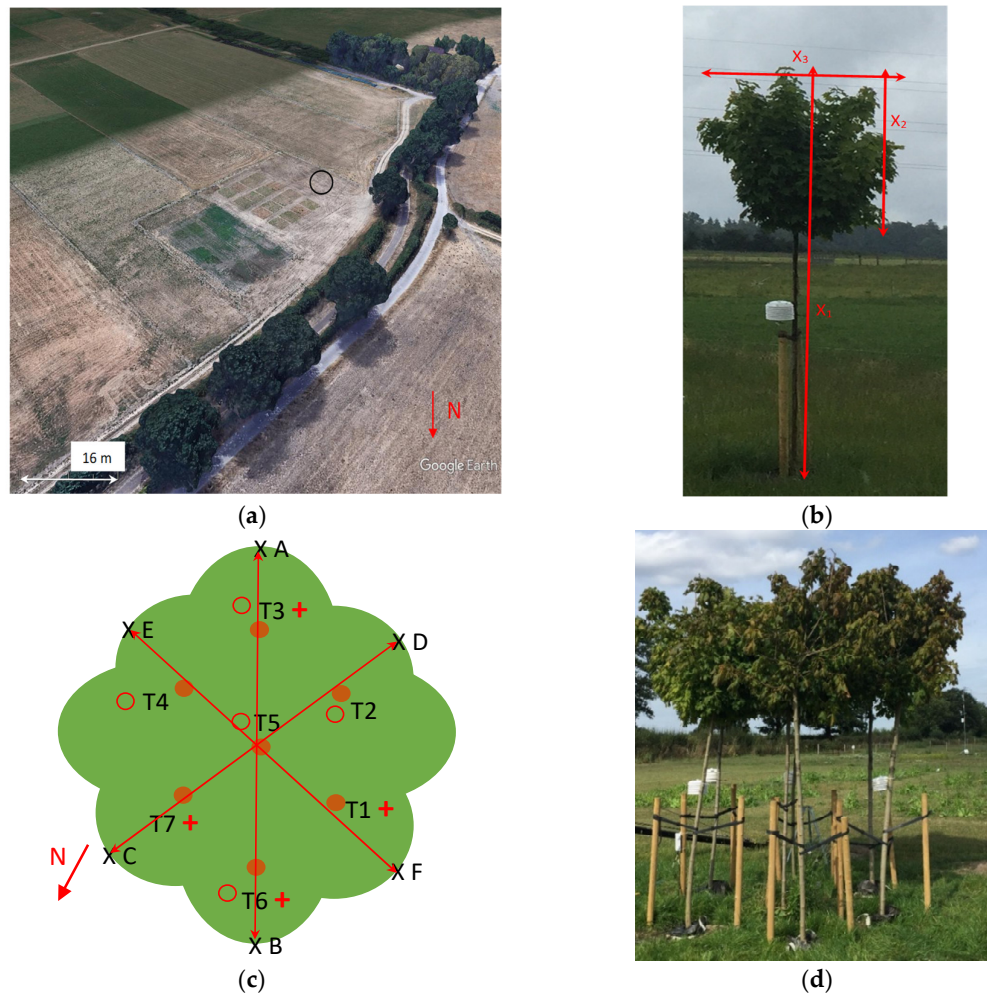 X₃
X₂
X₁
N
16 m
Google Earth
(a)
(b)
X A
T3 +
X E
X D
T4
T5
T2
T1 +
T7 +
N
X C
X F
T6 +
X B
(c)
(d)